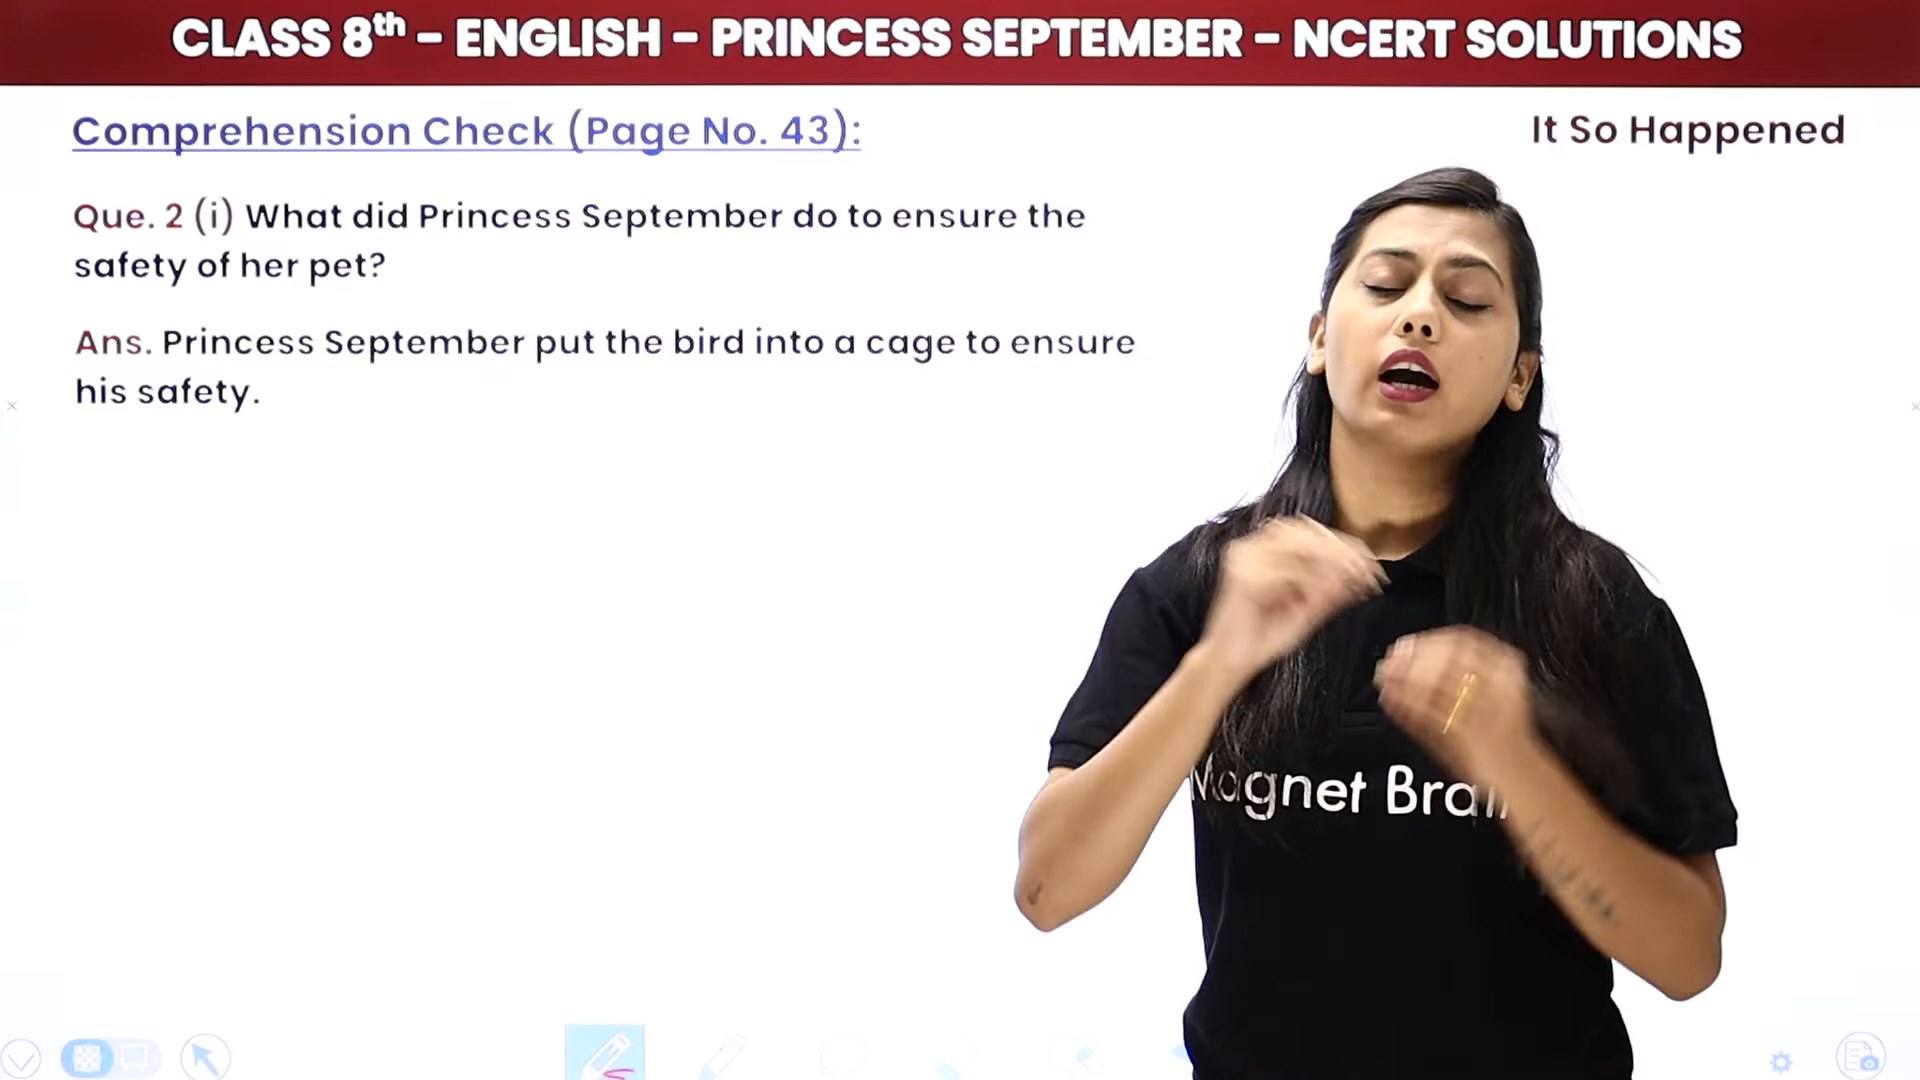 CLASS 8th – ENGLISH – PRINCESS SEPTEMBER – NCERT SOLUTIONS
Comprehension Check (Page No. 43):
It So Happened
Que. 2 (i) What did Princess September do to ensure the
safety of her pet?
Ans. Princess September put the bird into a cage to ensure
his safety.
Magnet Brai